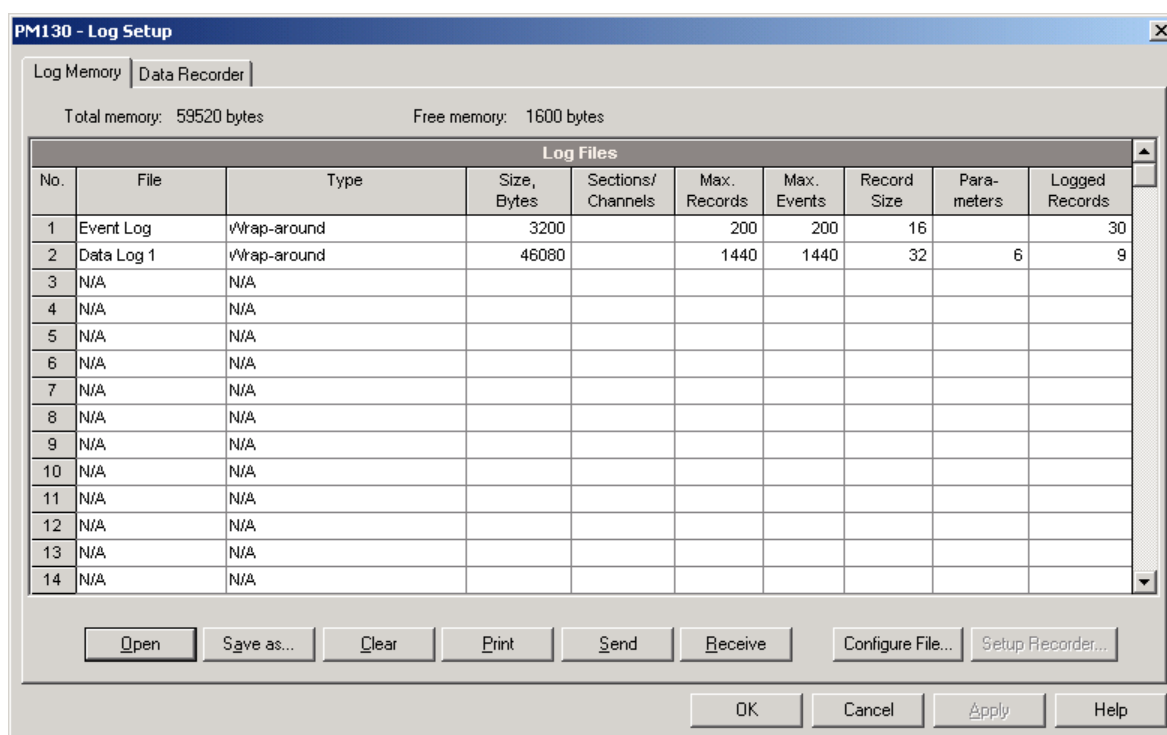 PM130 - Log Setup
Log Memory Data Recorder
Total memory: 59520 bytes Free memory: 1600 bytes
Log Files
No. File Type Size, Bytes Sections/ Channels Max. Records Max. Events Record Size Para- meters Logged Records
1 Event Log Wrap-around 3200 200 200 16 30
2 Data Log 1 Wrap-around 46080 1440 1440 32 6 9
3 N/A N/A
4 N/A N/A
5 N/A N/A
6 N/A N/A
7 N/A N/A
8 N/A N/A
9 N/A N/A
10 N/A N/A
11 N/A N/A
12 N/A N/A
13 N/A N/A
14 N/A N/A
Open Save as... Clear Print Send Receive Configure File... Setup Recorder...
OK Cancel Apply Help